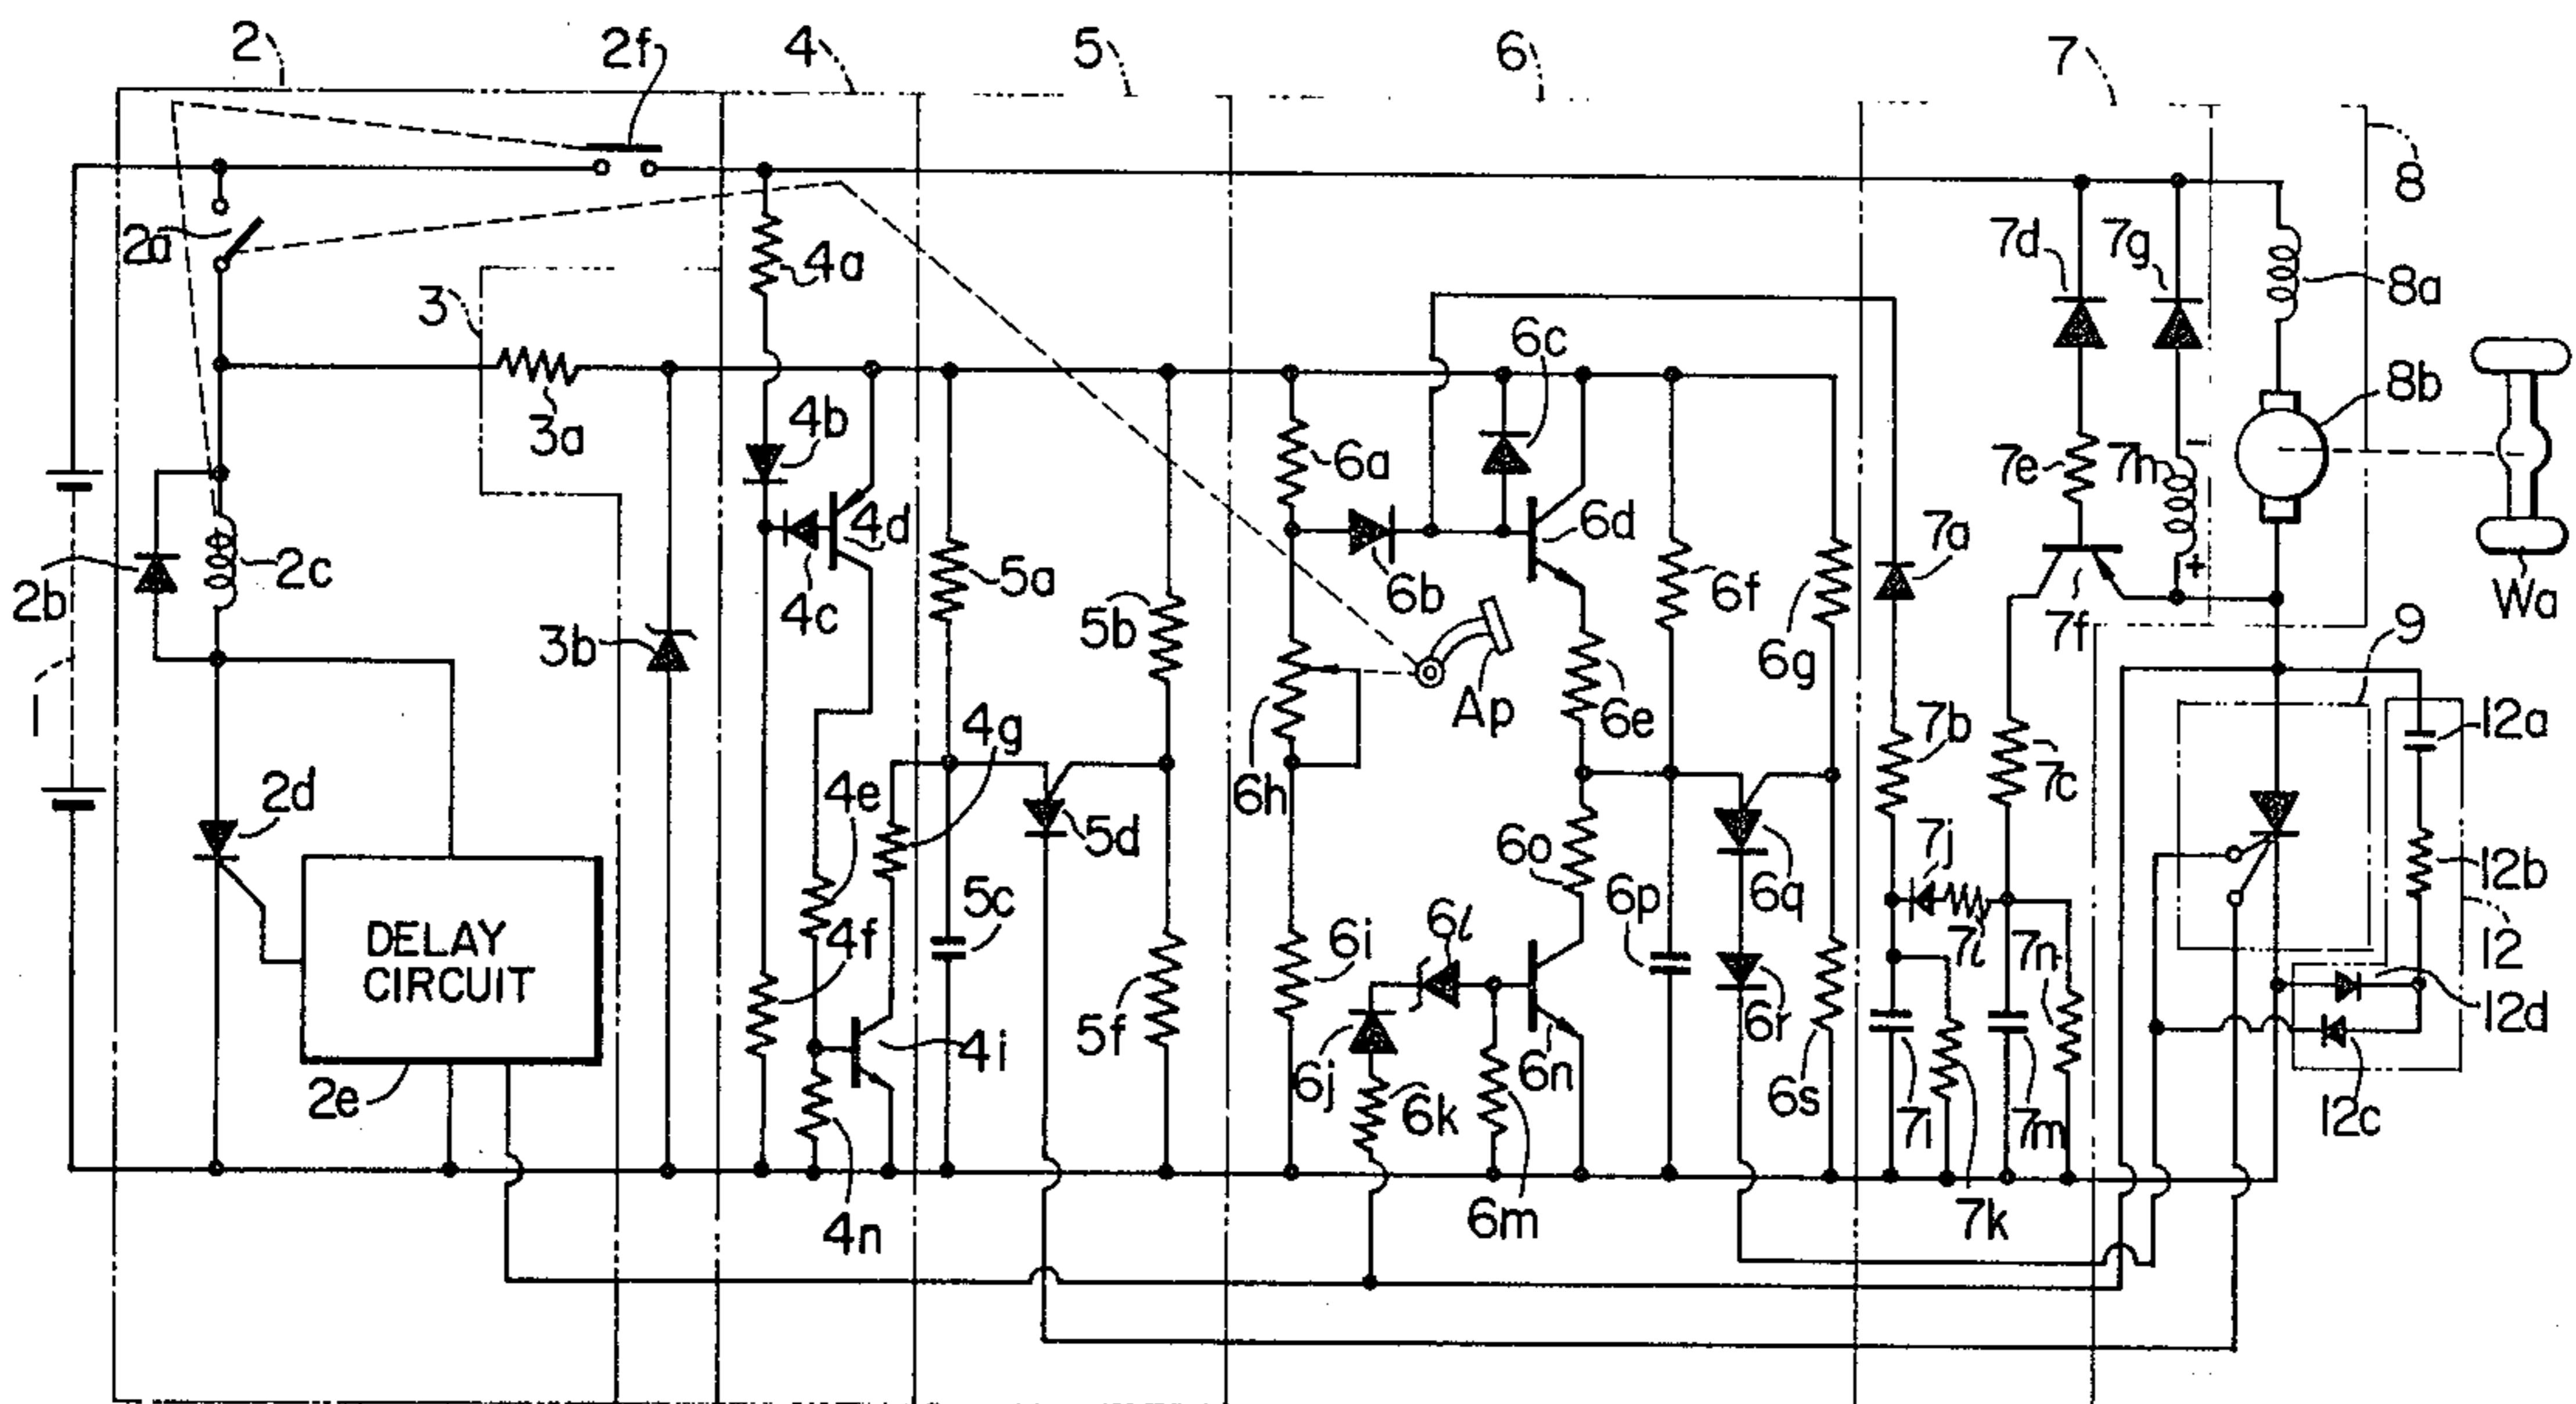 2
2f
4
5
6
7
8
2a
4a
7d
7g
8a
3
6c
8b
3a
4b
6a
7e
7h
-
2c
4d
6d
7a
2b
4c
5a
6b
6f
+
Wa
5b
7f
9
3b
6g
Ap
6e
7b
12a
1
4g
7c
2d
4e
6h
5d
6o
6q
7j
12b
DELAY
CIRCUIT
4f
5c
6i
6l
6p
7l
7n
12
5f
4i
6j
6k
6n
6r
12d
2e
6s
7i
7m
12c
4n
6m
7k